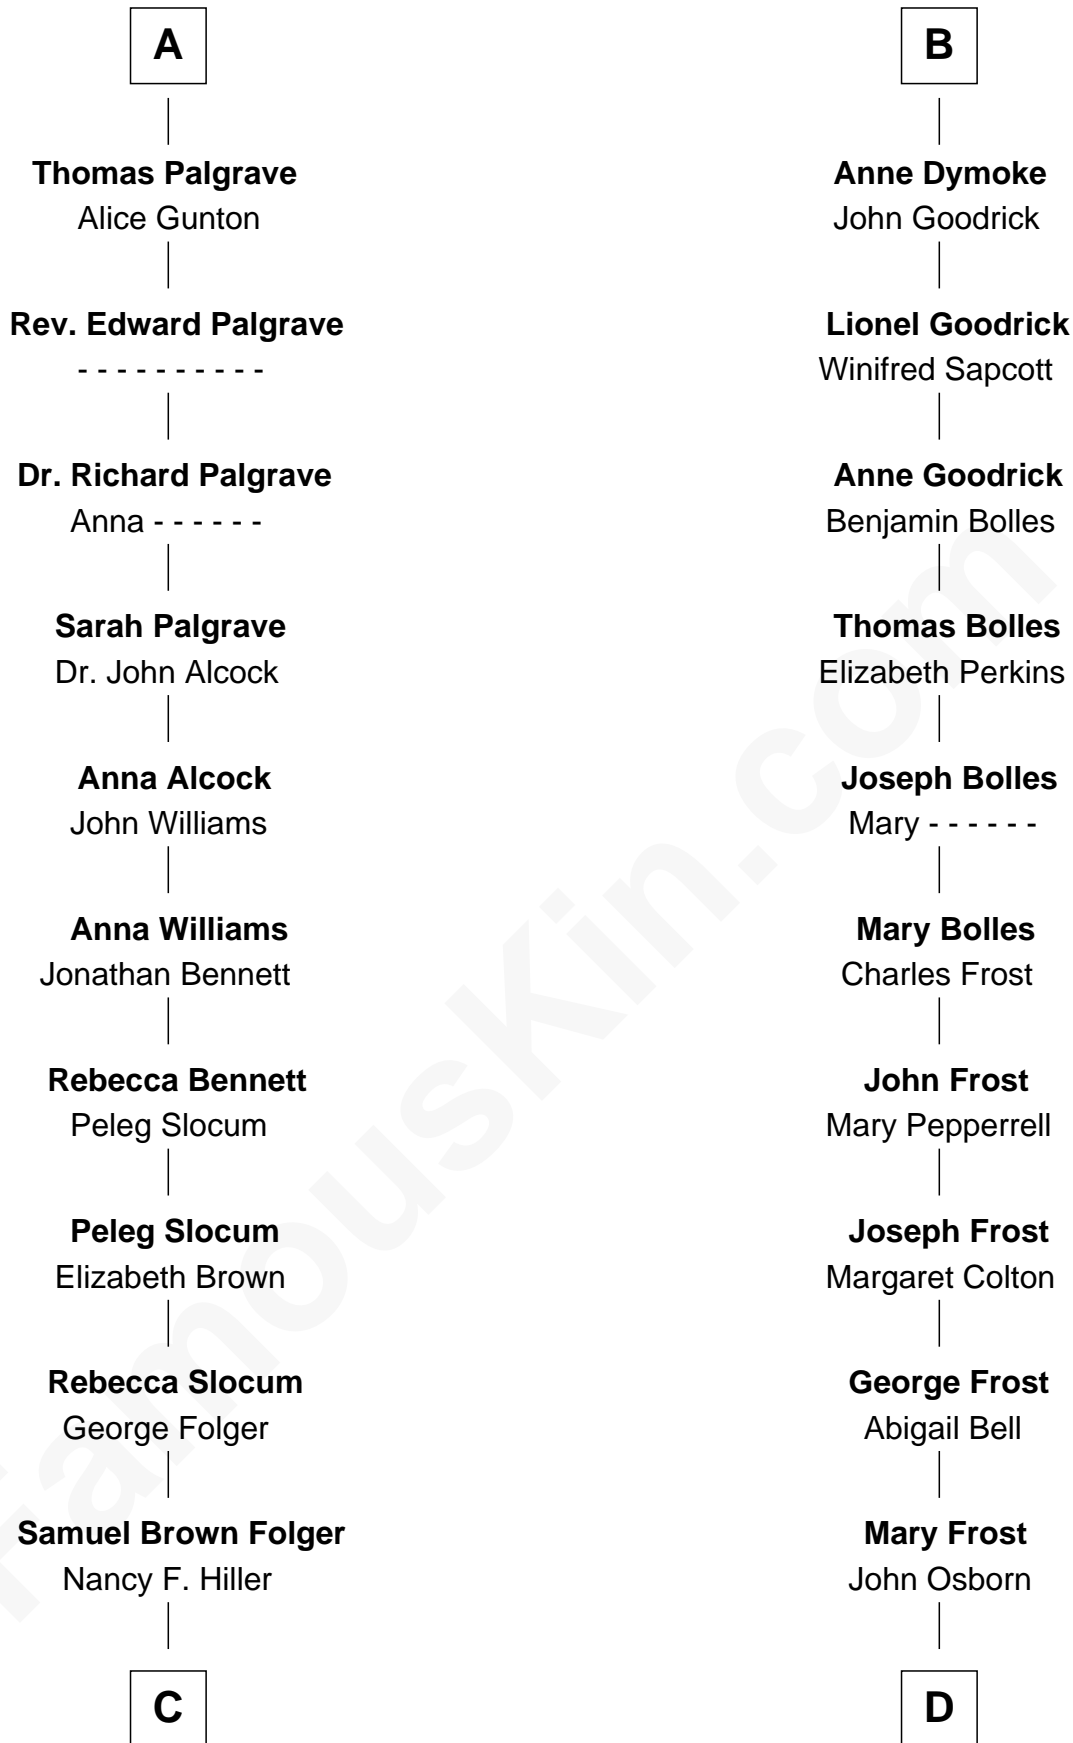 A
Thomas Palgrave
Alice Gunton
Rev. Edward Palgrave
- - - - - - - - - -
Dr. Richard Palgrave
Anna - - - - - -
Sarah Palgrave
Dr. John Alcock
Anna Alcock
John Williams
Anna Williams
Jonathan Bennett
Rebecca Bennett
Peleg Slocum
Peleg Slocum
Elizabeth Brown
Rebecca Slocum
George Folger
Samuel Brown Folger
Nancy F. Hiller
C
B
Anne Dymoke
John Goodrick
Lionel Goodrick
Winifred Sapcott
Anne Goodrick
Benjamin Bolles
Thomas Bolles
Elizabeth Perkins
Joseph Bolles
Mary - - - - - -
Mary Bolles
Charles Frost
John Frost
Mary Pepperrell
Joseph Frost
Margaret Colton
George Frost
Abigail Bell
Mary Frost
John Osborn
D
FamousKin.com